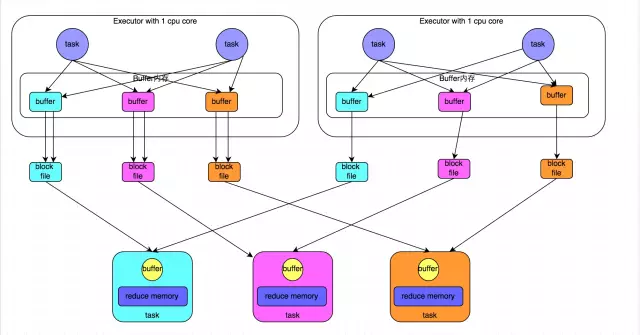 Executor with 1 cpu core
Executor with 1 cpu core
task
task
task
task
Buffer内存
Buffer内存
buffer
buffer
buffer
buffer
buffer
buffer
block
file
block
file
block
file
block
file
block
file
block
file
buffer
buffer
buffer
reduce memory
reduce memory
reduce memory
task
task
task